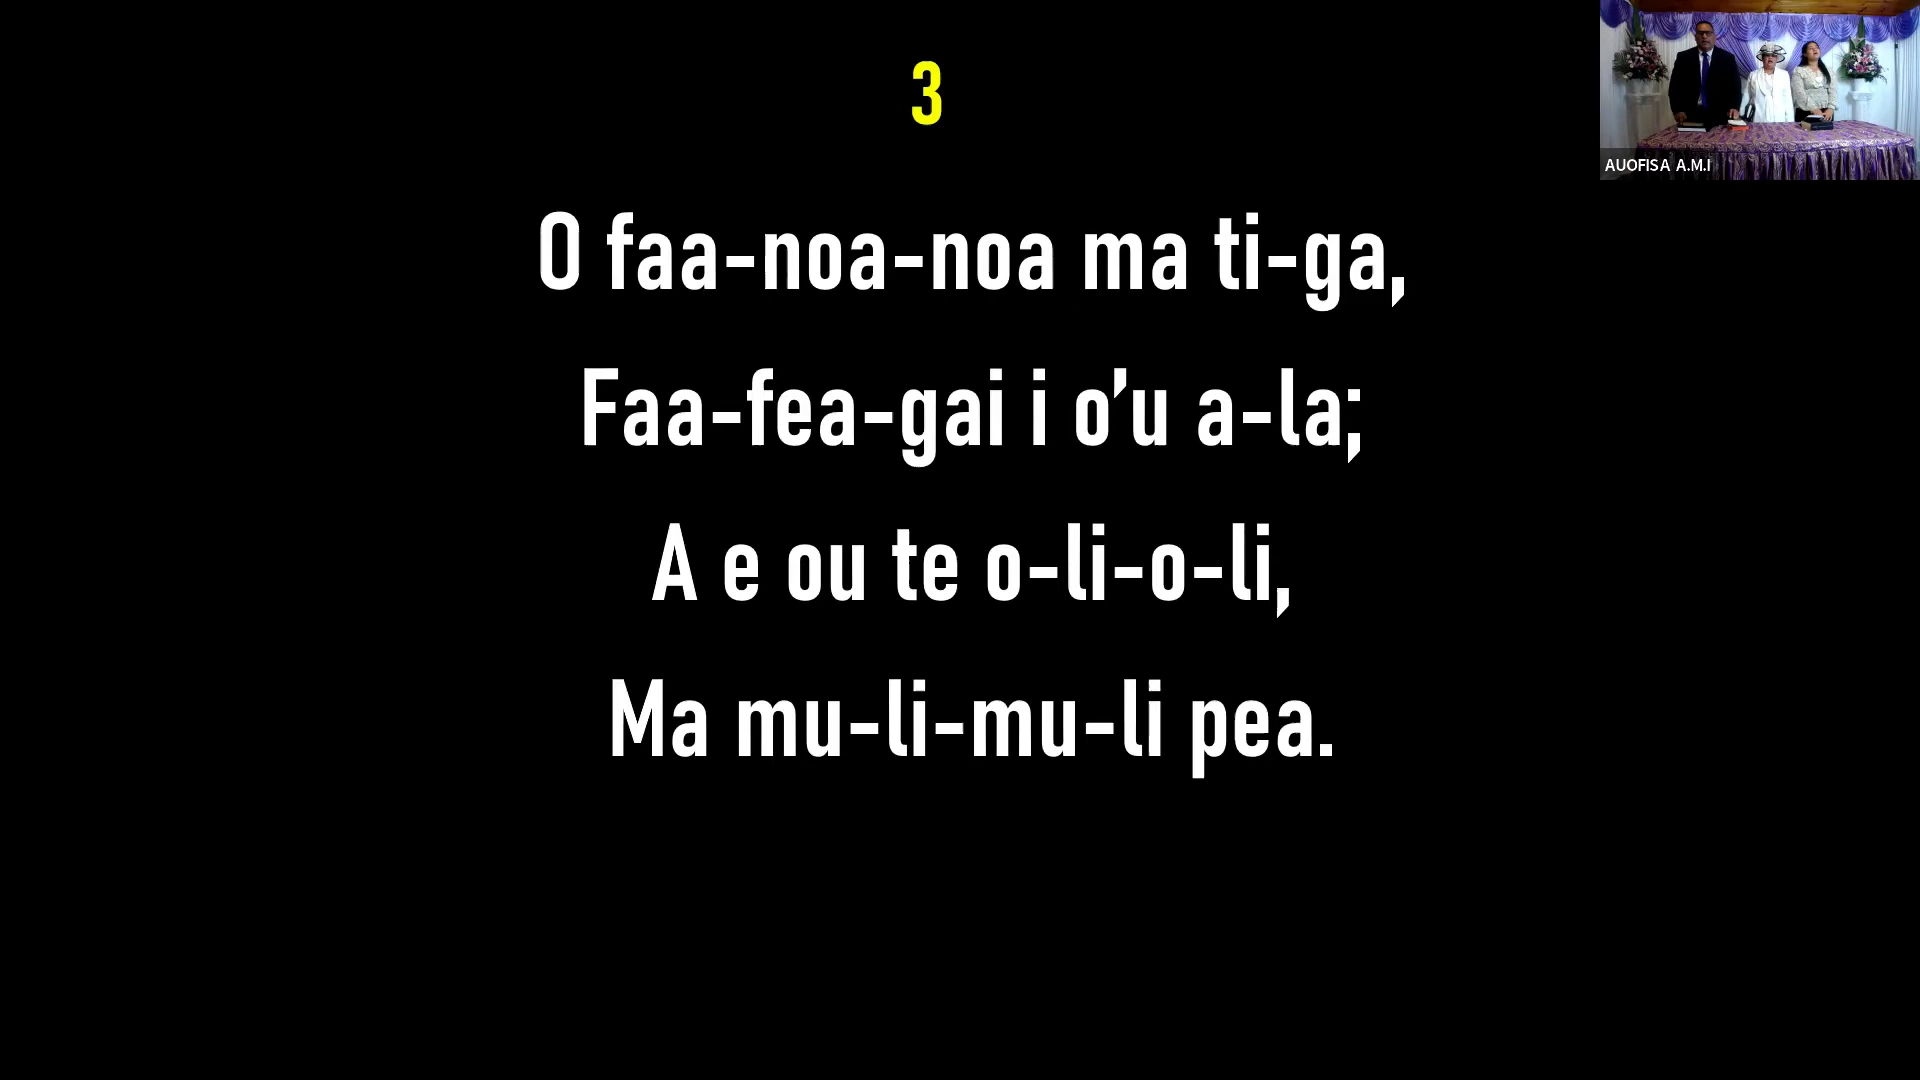 3
AUOFISA A.M.I
O faa-noa-noa ma ti-ga,
Faa-fea-gai i o’u a-la;
A e ou te o-li-o-li,
Ma mu-li-mu-li pea.